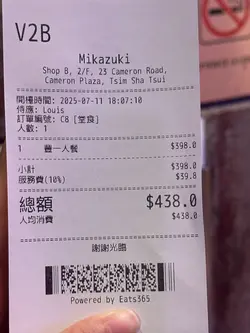 V2B
Mikazuki
Shop B, 2/F, 23 Cameron Road,
Cameron Plaza, Tsim Sha Tsui
開檯時間: 2025-07-11 18:07:10
侍應: Louis
訂單編號: C8 [堂食]
人數: 1
1 豐一人餐 $398.0
小計 $398.0
服務費(10%) $39.8
總額 $438.0
人均消費 $438.0
謝謝光臨
Powered by Eats365